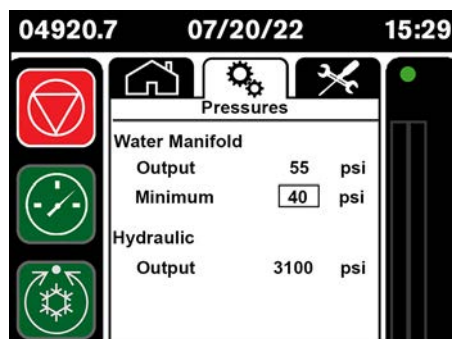 04920.7 07/20/22 15:29
Pressures
Water Manifold
Output 55 psi
Minimum 40 psi
Hydraulic
Output 3100 psi